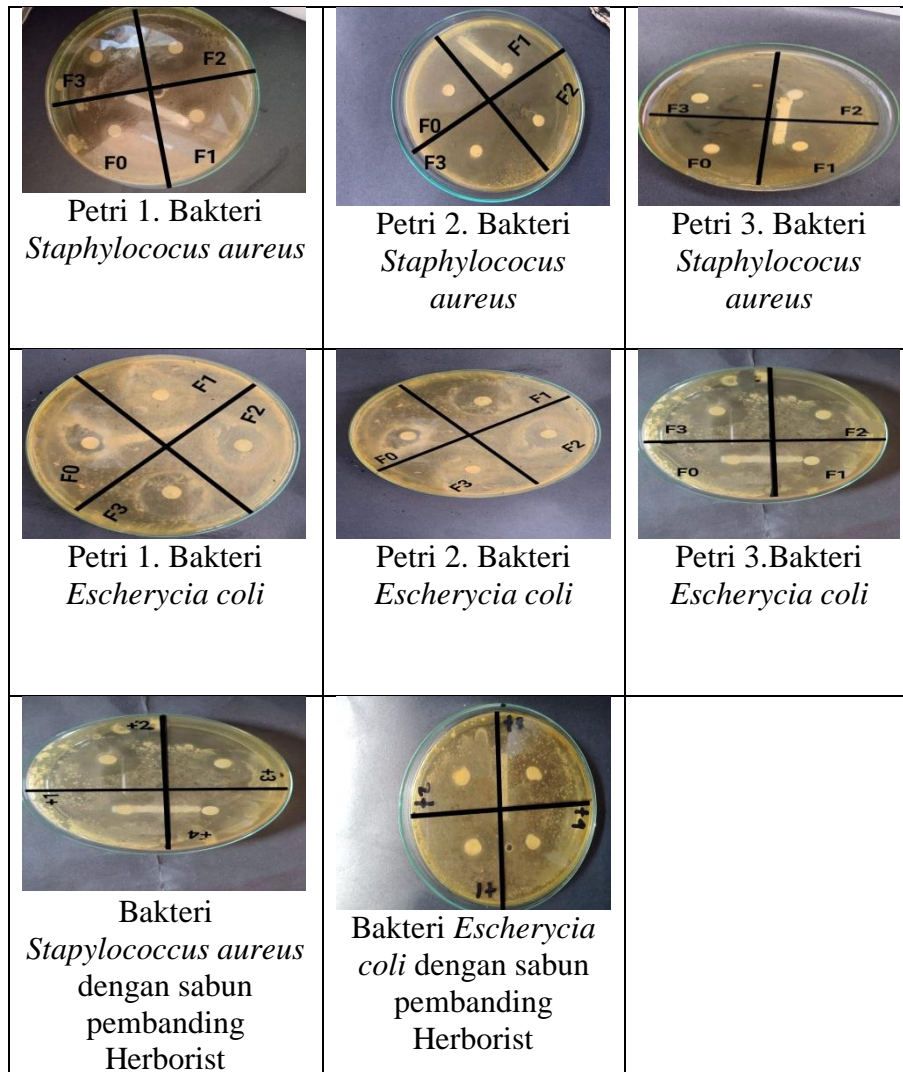 F3 F2
F0 F1
Petri 1. Bakteri
Staphylococus aureus
F1
F2
F0
F3
Petri 2. Bakteri
Staphylococus
aureus
F3 F2
F0 F1
Petri 3. Bakteri
Staphylococus
aureus
F1
F2
F0
F3
Petri 1. Bakteri
Escherycia coli
F1
F0 F2
F3
Petri 2. Bakteri
Escherycia coli
F3 F2
F0 F1
Petri 3.Bakteri
Escherycia coli
+2
+1 +3
+4
Bakteri
Stapylococcus aureus
dengan sabun
pembanding
Herborist
+3
+2 +4
+1
Bakteri Escherycia
coli dengan sabun
pembanding
Herborist